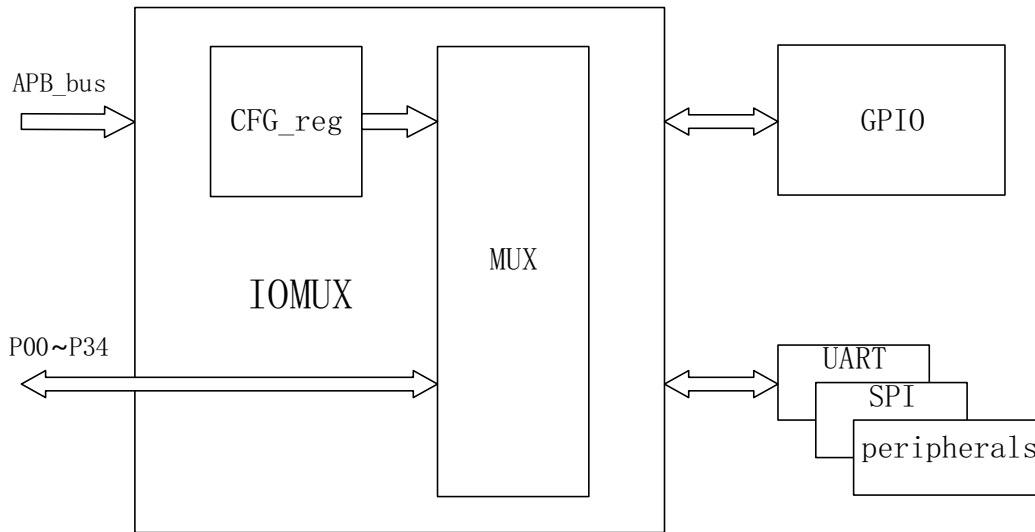 APB_bus
CFG_reg
GPIO
MUX
IOMUX
P00~P34
UART
SPI
peripherals